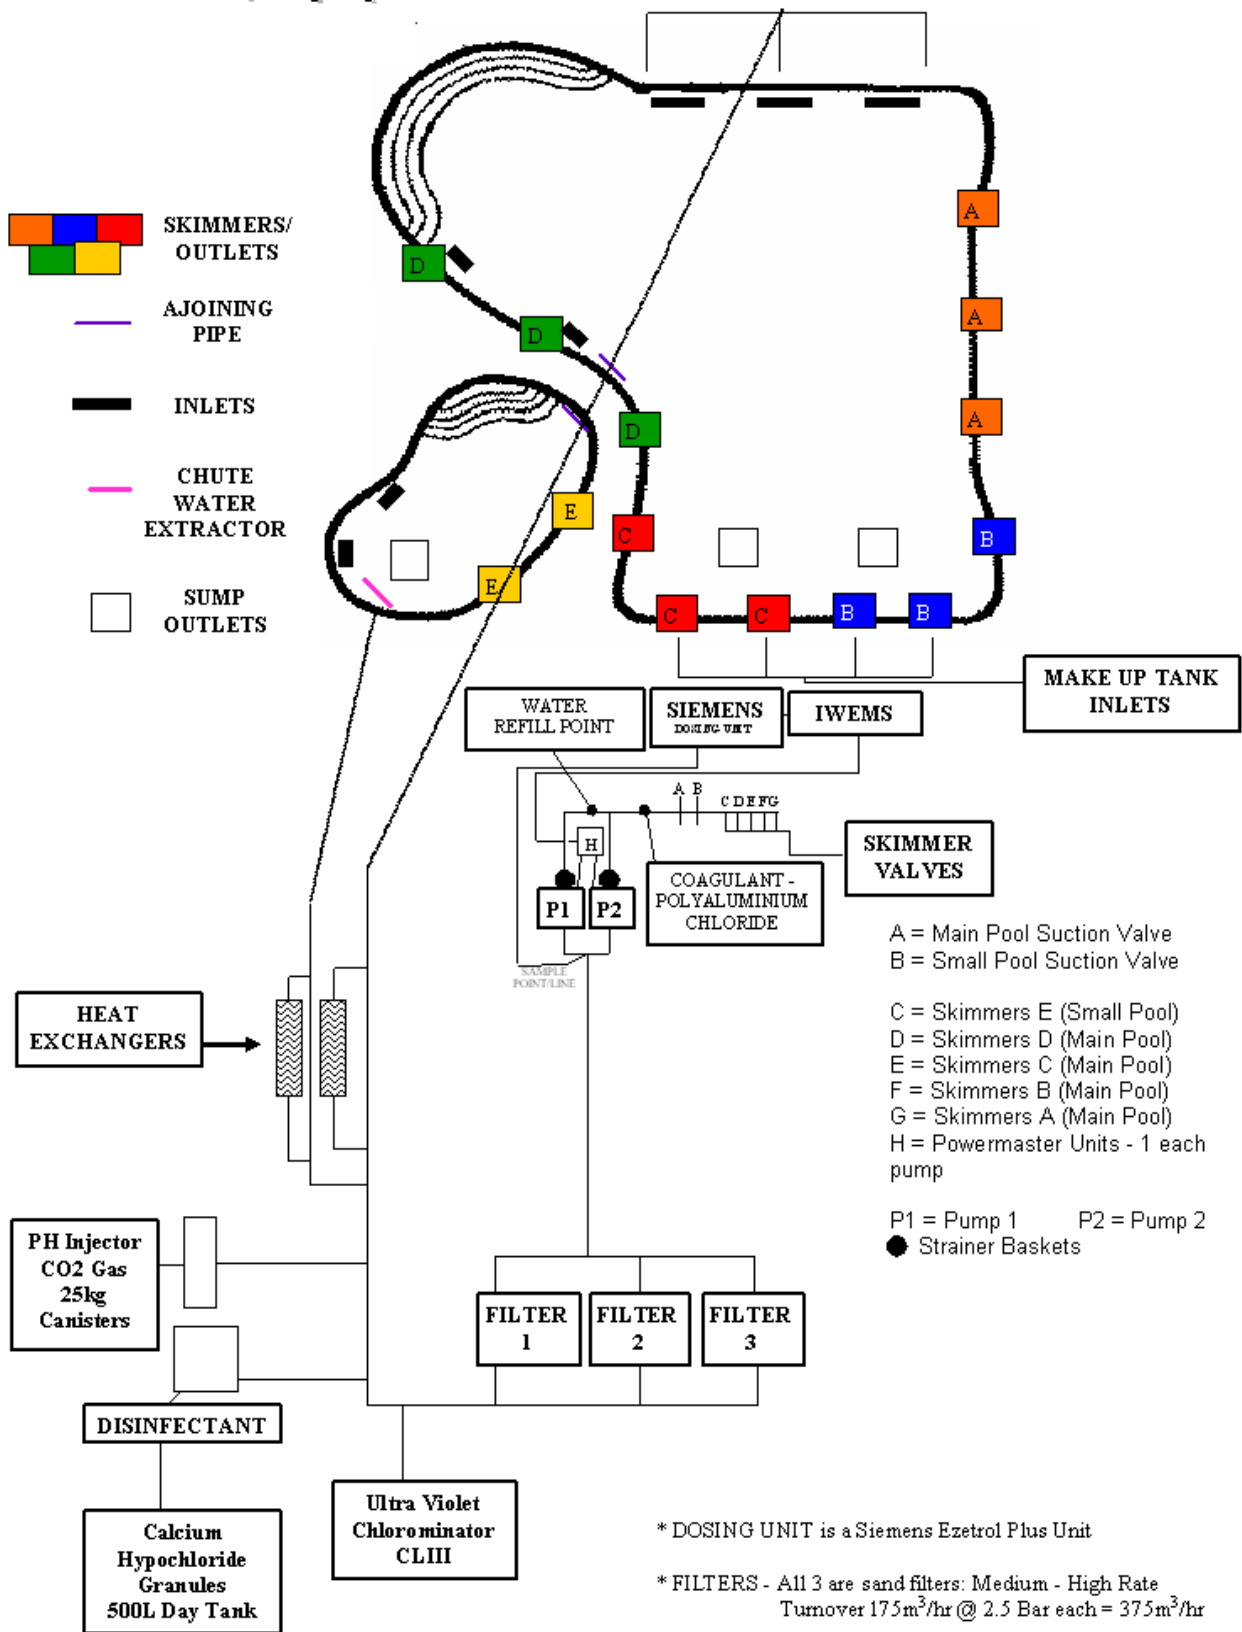 SKIMMERS/
OUTLETS
AJOINING
PIPE
INLETS
CHUTE
WATER
EXTRACTOR
SUMP
OUTLETS
A
A
A
B
B
B
C
C
C
D
D
D
E
E
MAKE UP TANK
INLETS
WATER
REFILL POINT
SIEMENS
DOSING UNIT
IWEMS
A B
C D E F G
H
SKIMMER
VALVES
P1
P2
COAGULANT -
POLYALUMINIUM
CHLORIDE
SAMPLE
POINT/LINE
A = Main Pool Suction Valve
B = Small Pool Suction Valve
C = Skimmers E (Small Pool)
D = Skimmers D (Main Pool)
E = Skimmers C (Main Pool)
F = Skimmers B (Main Pool)
G = Skimmers A (Main Pool)
H = Powermaster Units - 1 each
pump
P1 = Pump 1 P2 = Pump 2
Strainer Baskets
HEAT
EXCHANGERS
PH Injector
CO2 Gas
25kg
Canisters
FILTER
1
FILTER
2
FILTER
3
DISINFECTANT
Calcium
Hypochloride
Granules
500L Day Tank
Ultra Violet
Chlorominator
CLIII
* DOSING UNIT is a Siemens Ezetrol Plus Unit
* FILTERS - All 3 are sand filters: Medium - High Rate
Turnover 175m³/hr @ 2.5 Bar each = 375m³/hr